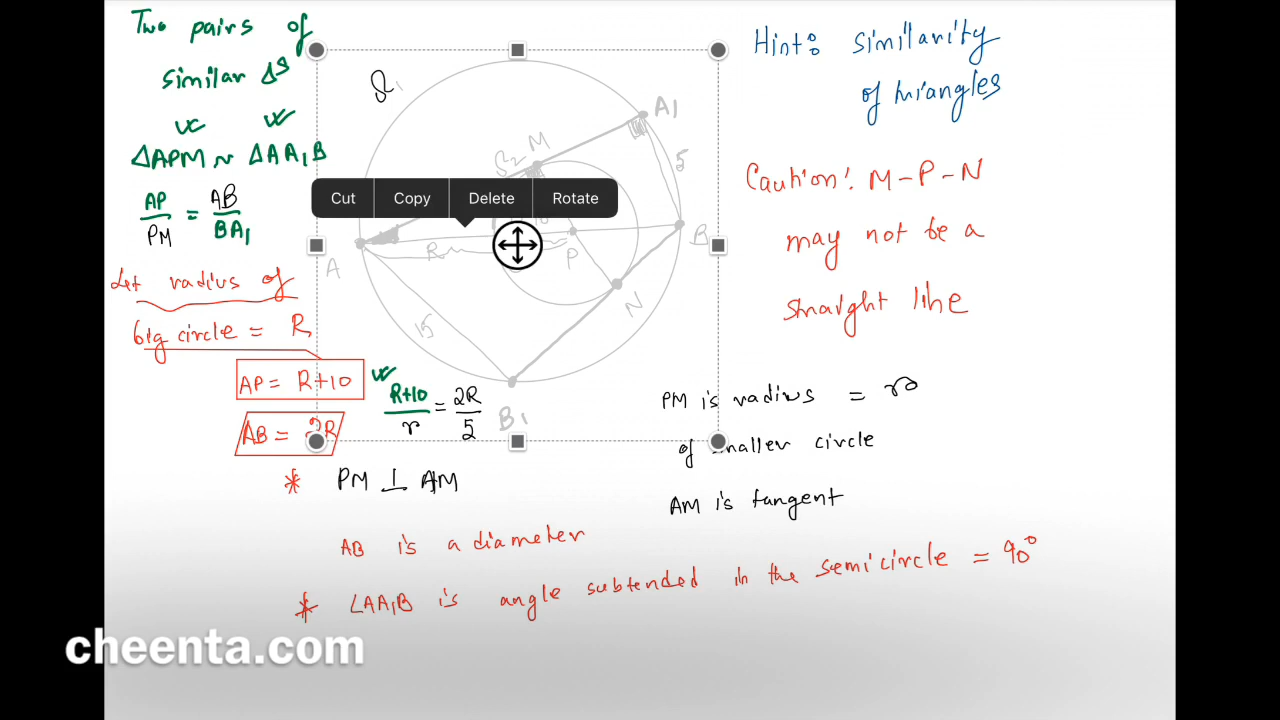 Two pairs of
similar Δs
ΔAPM ~ ΔAA₁B
AP/PM = AB/BA₁
Let radius of
big circle = R
AP = R+10
AB = 2R
R+10/r = 2R/5
Ω₁
Ω₂
M
A₁
5
Cut
Copy
Delete
Rotate
A
R
P
B
N
15
B₁
Hint: Similarity
of triangles
Caution! M-P-N
may not be a
straight line
PM is radius = r
of smaller circle
AM is tangent
* PM ⊥ AM
AB is a diameter
* ∠AA₁B is angle subtended in the semicircle = 90°
cheenta.com